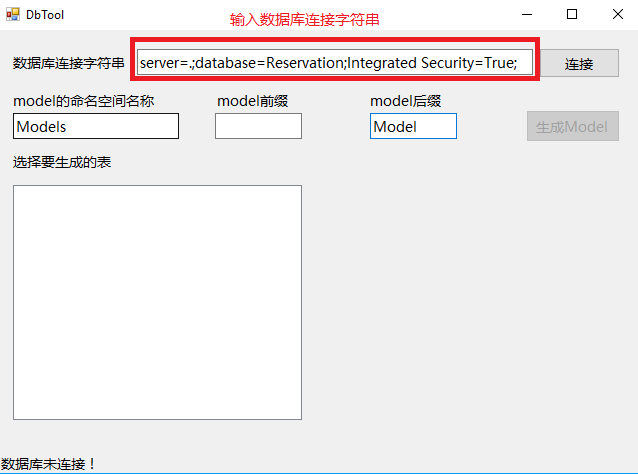 DbTool
输入数据库连接字符串
数据库连接字符串 server=.;database=Reservation;Integrated Security=True; 连接
model的命名空间名称 model前缀 model后缀
Models Model 生成Model
选择要生成的表
数据库未连接！